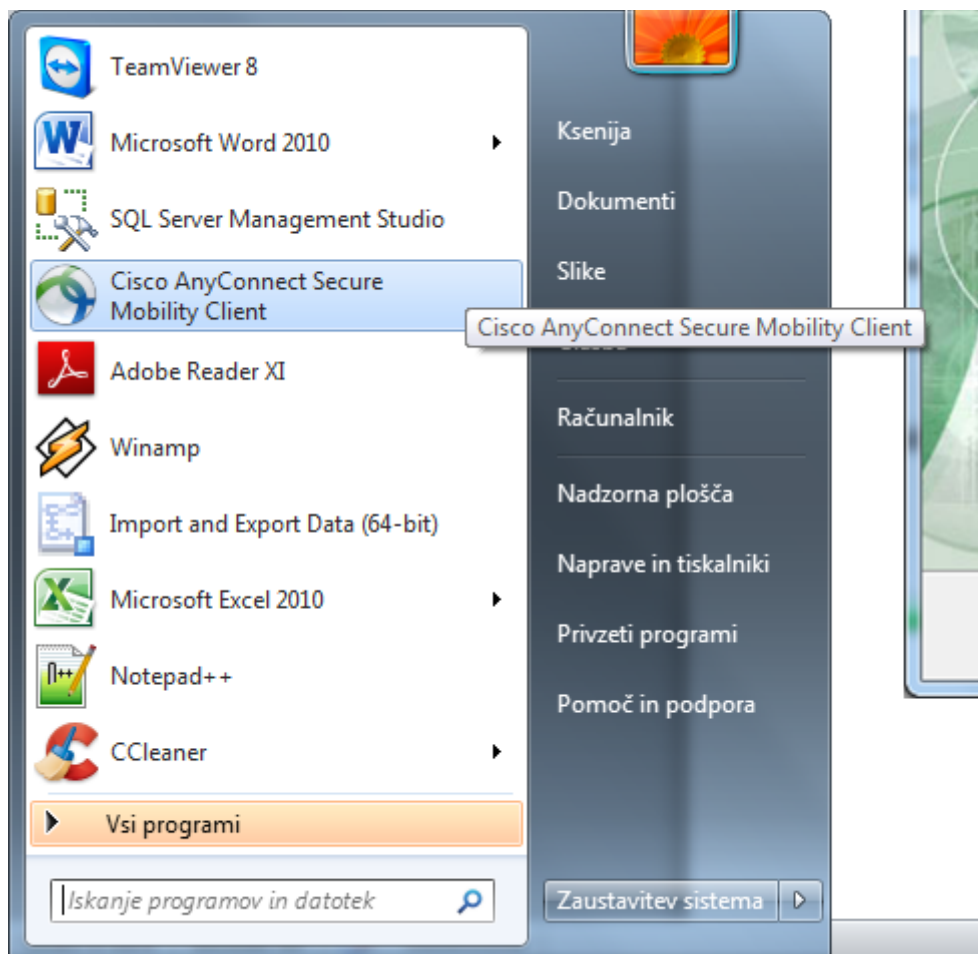 TeamViewer 8
Microsoft Word 2010
SQL Server Management Studio
Cisco AnyConnect Secure
Mobility Client
Adobe Reader XI
Winamp
Import and Export Data (64-bit)
Microsoft Excel 2010
Notepad++
CCleaner
Vsi programi
Iskanje programov in datotek
Ksenija
Dokumenti
Slike
Cisco AnyConnect Secure Mobility Client
Računalnik
Nadzorna plošča
Naprave in tiskalniki
Privzeti programi
Pomoč in podpora
Zaustavitev sistema